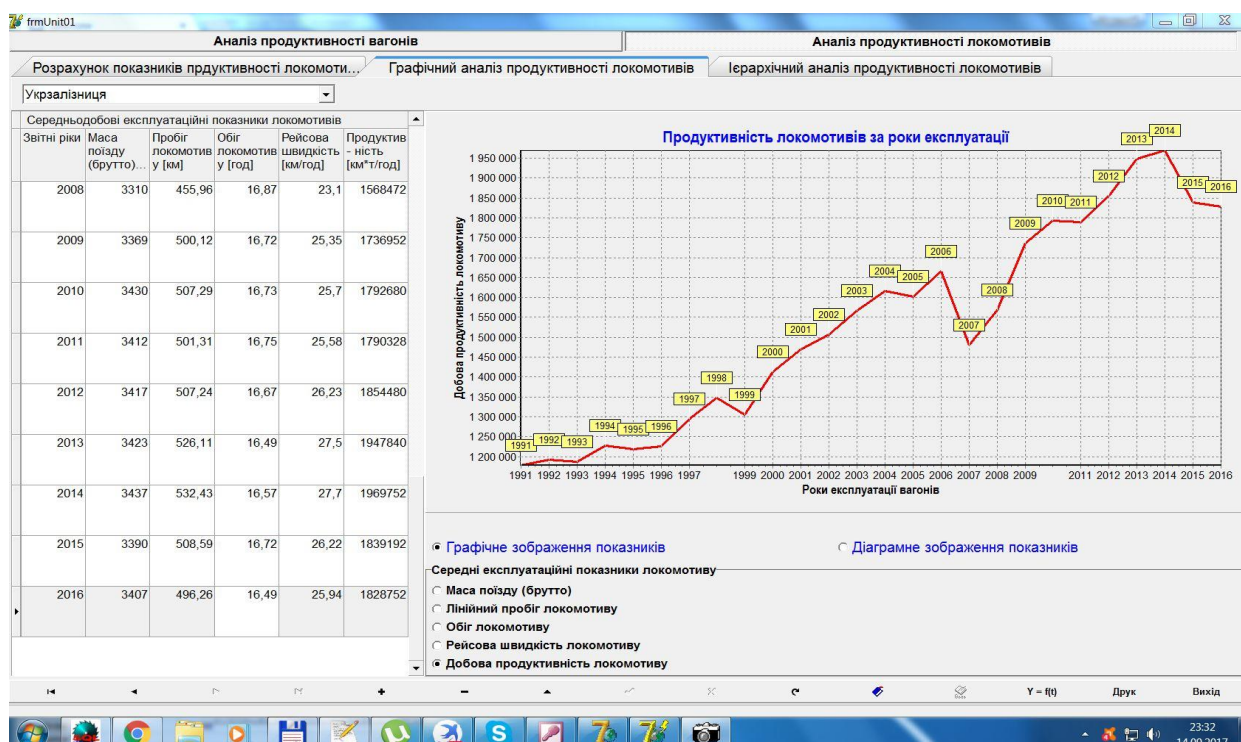 frmUnit01
Аналіз продуктивності вагонів
Аналіз продуктивності локомотивів
Розрахунок показників прдуктивності локомоти...
Графічний аналіз продуктивності локомотивів
Ієрархічний аналіз продуктивності локомотивів
Укрзалізниця
Середньодобові експлуатаційні показники локомотивів
Звітні ріки Маса Пробіг Обіг Рейсова Продуктив
поїзду локомотив локомотив швидкість - ність
(брутто)... у [км] у [год] [км/год] [км*т/год]
2008 3310 455,96 16,87 23,1 1568472
2009 3369 500,12 16,72 25,35 1736952
2010 3430 507,29 16,73 25,7 1792680
2011 3412 501,31 16,75 25,58 1790328
2012 3417 507,24 16,67 26,23 1854480
2013 3423 526,11 16,49 27,5 1947840
2014 3437 532,43 16,57 27,7 1969752
2015 3390 508,59 16,72 26,22 1839192
2016 3407 496,26 16,49 25,94 1828752
Продуктивність локомотивів за роки експлуатації
Добова продуктивність локомотиву
1 950 000
1 900 000
1 850 000
1 800 000
1 750 000
1 700 000
1 650 000
1 600 000
1 550 000
1 500 000
1 450 000
1 400 000
1 350 000
1 300 000
1 250 000
1 200 000
1991 1992 1993 1994 1995 1996 1997 1998 1999 2000 2001 2002 2003 2004 2005 2006 2007 2008 2009 2010 2011 2012 2013 2014 2015 2016
1991 1992 1993 1994 1995 1996 1997 1999 2000 2001 2002 2003 2004 2005 2006 2007 2008 2009 2011 2012 2013 2014 2015 2016
Роки експлуатації вагонів
Графічне зображення показників
Діаграмне зображення показників
Середні експлуатаційні показники локомотиву
Маса поїзду (брутто)
Лінійний пробіг локомотиву
Обіг локомотиву
Рейсова швидкість локомотиву
Добова продуктивність локомотиву
Y = f(t) Друк Вихід
23:32
14.09.2017